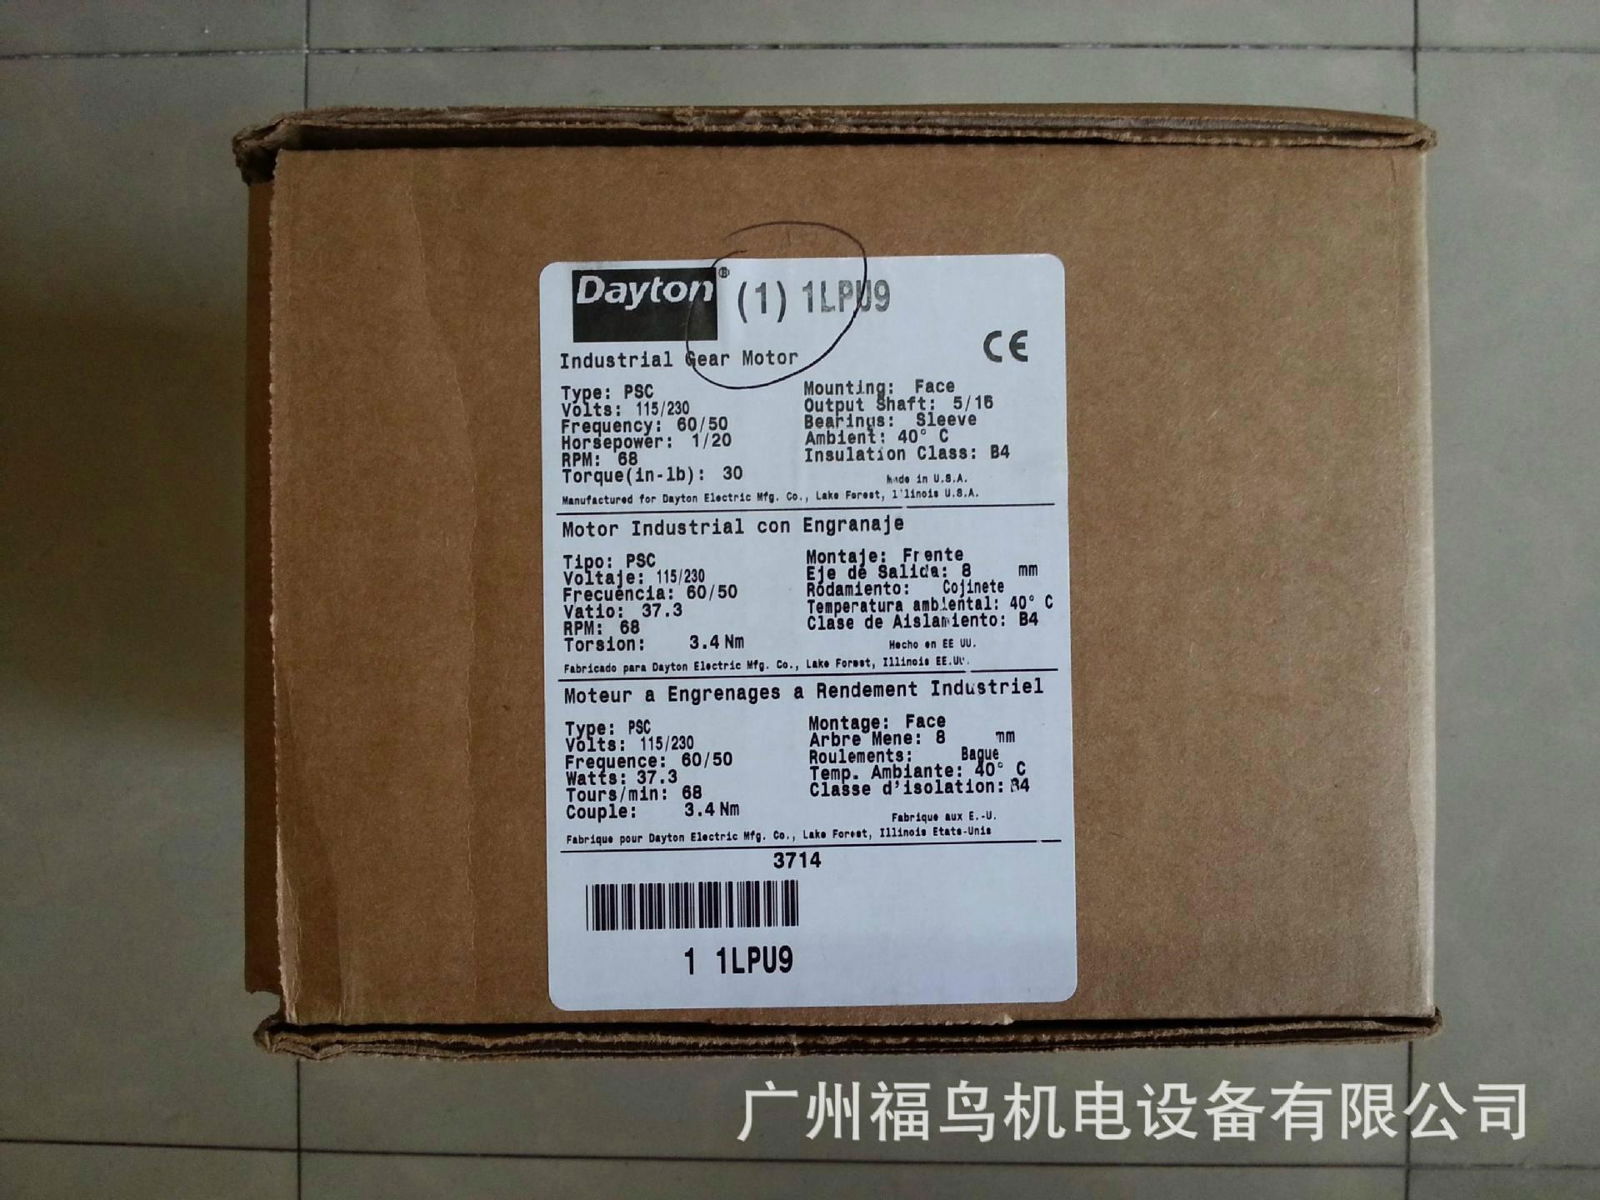 Dayton® (1) 1LPU9
Industrial Gear Motor
CE
Type: PSC
Volts: 115/230
Frequency: 60/50
Horsepower: 1/20
RPM: 68
Torque(in-lb): 30
Mounting: Face
Output Shaft: 5/16
Bearings: Sleeve
Ambient: 40° C
Insulation Class: B4
Made in U.S.A.
Manufactured for Dayton Electric Mfg. Co., Lake Forest, Illinois U.S.A.
Motor Industrial con Engranaje
Tipo: PSC
Voltaje: 115/230
Frecuencia: 60/50
Vatio: 37.3
RPM: 68
Torsion: 3.4 Nm
Montaje: Frente
Eje de Salida: 8 mm
Rodamiento: Cojinete
Temperatura ambiental: 40° C
Clase de Aislamiento: B4
Hecho en EE UU.
Fabricado para Dayton Electric Mfg. Co., Lake Forest, Illinois EE.UU.
Moteur a Engrenages a Rendement Industriel
Type: PSC
Volts: 115/230
Frequence: 60/50
Watts: 37.3
Tours/min: 68
Couple: 3.4 Nm
Montage: Face
Arbre Mene: 8 mm
Roulements: Bague
Temp. Ambiante: 40° C
Classe d'isolation: B4
Fabrique aux E.-U.
Fabrique pour Dayton Electric Mfg. Co., Lake Forest, Illinois Etats-Unis
3714
1 1LPU9
广州福鸟机电设备有限公司